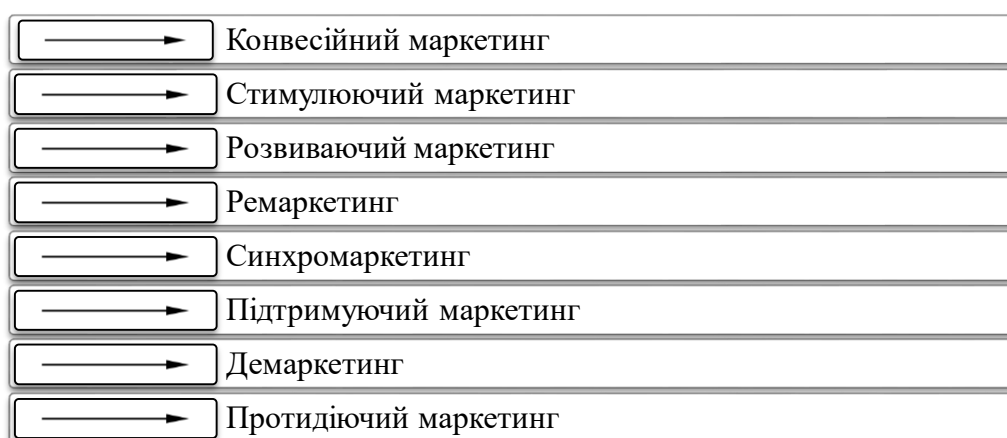 Конвесійний маркетинг
Стимулюючий маркетинг
Розвиваючий маркетинг
Ремаркетинг
Синхромаркетинг
Підтримуючий маркетинг
Демаркетинг
Протидіючий маркетинг